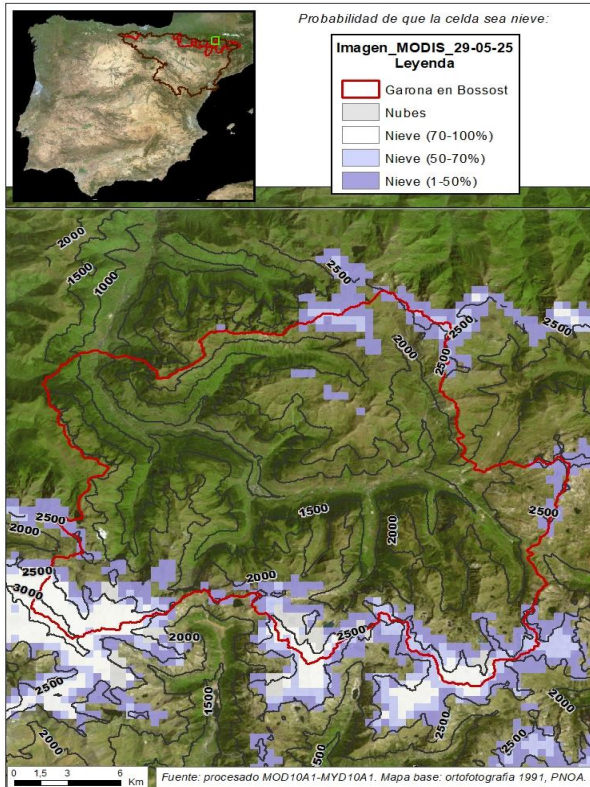 Probabilidad de que la celda sea nieve:
Imagen_MODIS_29-05-25
Leyenda
Garona en Bossost
Nubes
Nieve (70-100%)
Nieve (50-70%)
Nieve (1-50%)
2000
1500
1000
2500
2500
2500
2000
2500
2500
2500
2000
1500
2000
2500
3000
2000
2000
2500
1500
2500
2000
2500
500
2500
0 1,5 3 6
Km
Fuente: procesado MOD10A1-MYD10A1. Mapa base: ortofotografía 1991, PNOA.